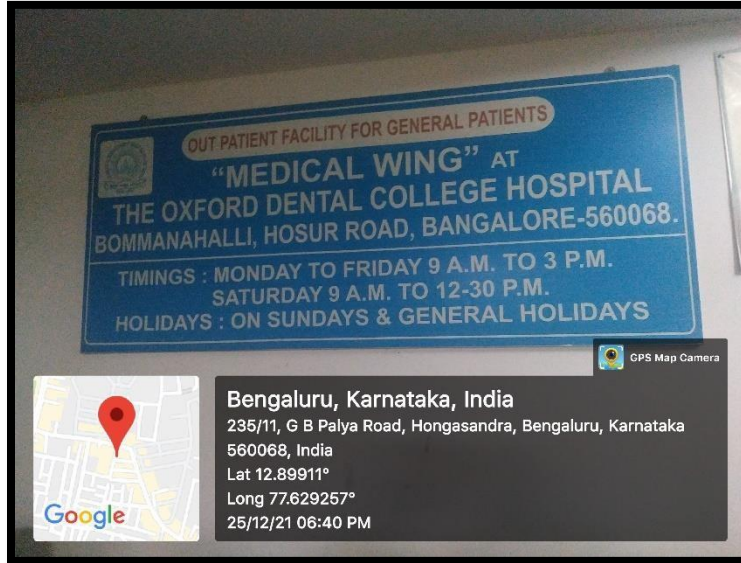 OUT PATIENT FACILITY FOR GENERAL PATIENTS
“MEDICAL WING” AT
THE OXFORD DENTAL COLLEGE HOSPITAL
BOMMANAHALLI, HOSUR ROAD, BANGALORE-560068.
TIMINGS : MONDAY TO FRIDAY 9 A.M. TO 3 P.M.
SATURDAY 9 A.M. TO 12-30 P.M.
HOLIDAYS : ON SUNDAYS & GENERAL HOLIDAYS
GPS Map Camera
Google
Bengaluru, Karnataka, India
235/11, G B Palya Road, Hongasandra, Bengaluru, Karnataka
560068, India
Lat 12.89911°
Long 77.629257°
25/12/21 06:40 PM